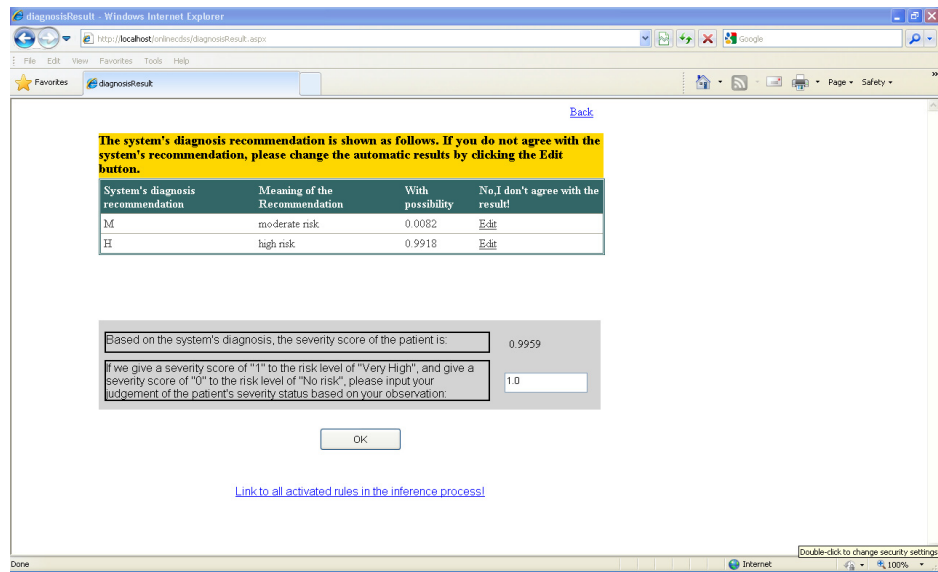 diagnosisResult - Windows Internet Explorer
http://localhost/onlinecdss/diagnosisResult.aspx
Google
File Edit View Favorites Tools Help
Favorites
diagnosisResult
Page Safety
Back
The system's diagnosis recommendation is shown as follows. If you do not agree with the
system's recommendation, please change the automatic results by clicking the Edit
button.
System's diagnosis recommendation
Meaning of the Recommendation
With possibility
No,I don't agree with the result!
M moderate risk 0.0082 Edit
H high risk 0.9918 Edit
Based on the system's diagnosis, the severity score of the patient is:
0.9959
If we give a severity score of "1" to the risk level of "Very High", and give a
severity score of "0" to the risk level of "No risk", please input your
judgement of the patient's severity status based on your observation:
1.0
OK
Link to all activated rules in the inference process!
Double-click to change security settings
Done
Internet
100%